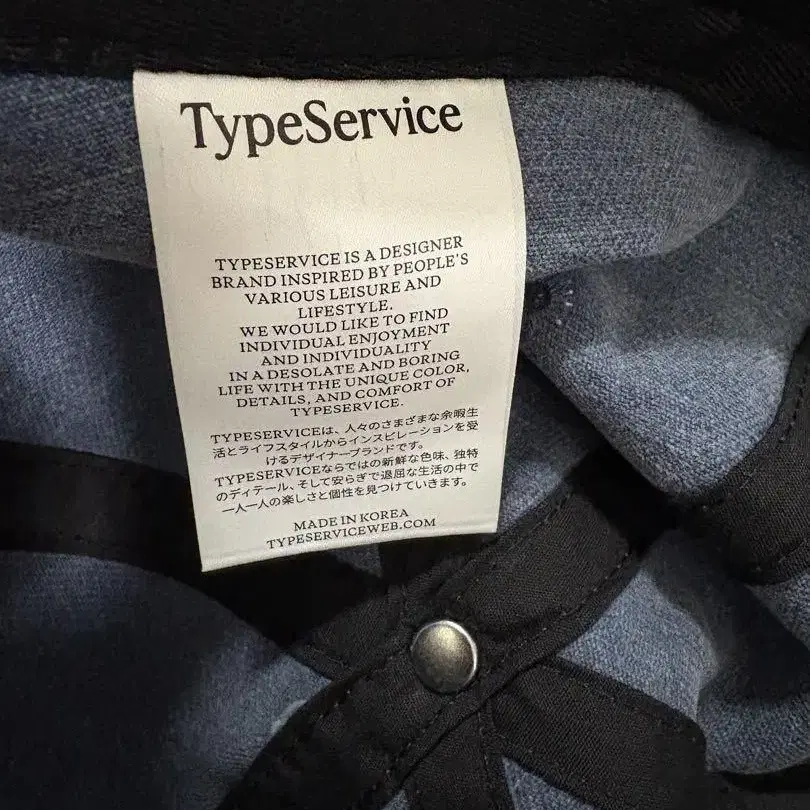 TypeService
TYPESERVICE IS A DESIGNER
BRAND INSPIRED BY PEOPLE'S
VARIOUS LEISURE AND
LIFESTYLE.
WE WOULD LIKE TO FIND
INDIVIDUAL ENJOYMENT
AND INDIVIDUALITY
IN A DESOLATE AND BORING
LIFE WITH THE UNIQUE COLOR,
DETAILS, AND COMFORT OF
TYPESERVICE.
TYPESERVICEは、人々のさまざまな余暇生
活とライフスタイルからインスピレーションを受
けるデザイナーブランドです。
TYPESERVICEならではの新鮮な色味、独特
のディテール、そして安らぎで退屈な生活の中で
一人一人の楽しさと個性を見つけていきます。
MADE IN KOREA
TYPESERVICEWEB.COM